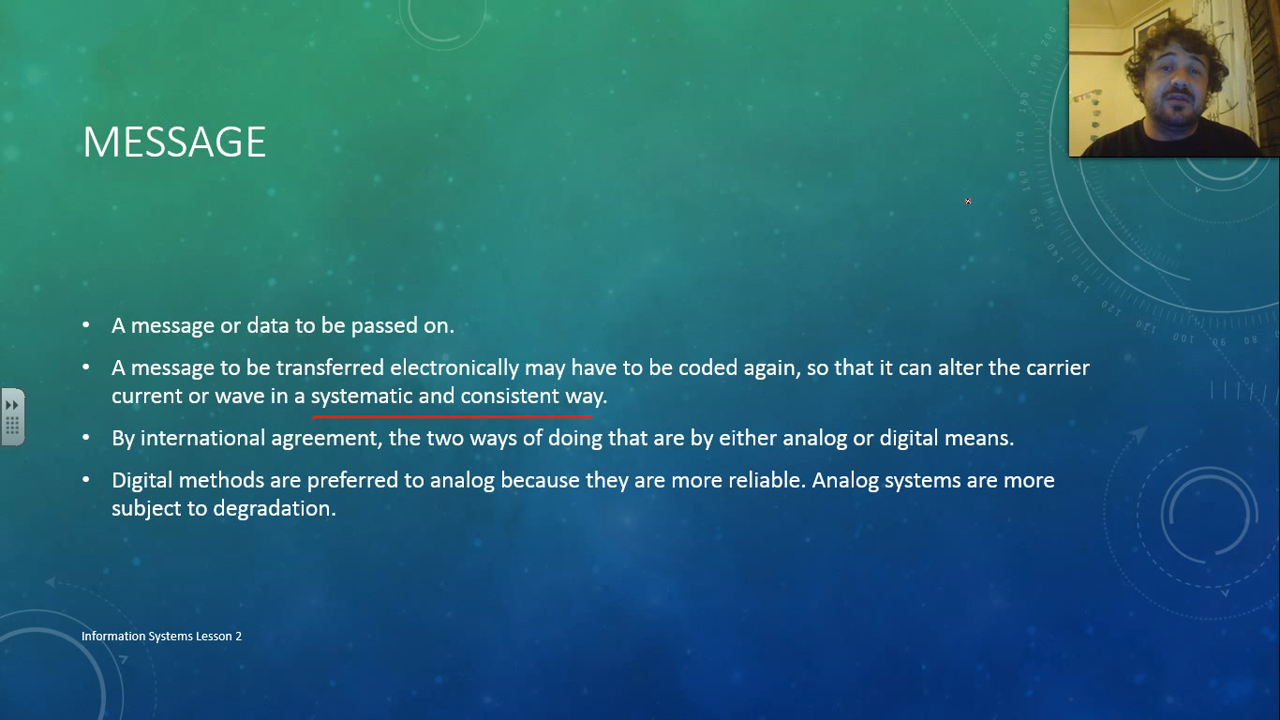 MESSAGE
• A message or data to be passed on.
• A message to be transferred electronically may have to be coded again, so that it can alter the carrier
current or wave in a systematic and consistent way.
• By international agreement, the two ways of doing that are by either analog or digital means.
• Digital methods are preferred to analog because they are more reliable. Analog systems are more
subject to degradation.
Information Systems Lesson 2